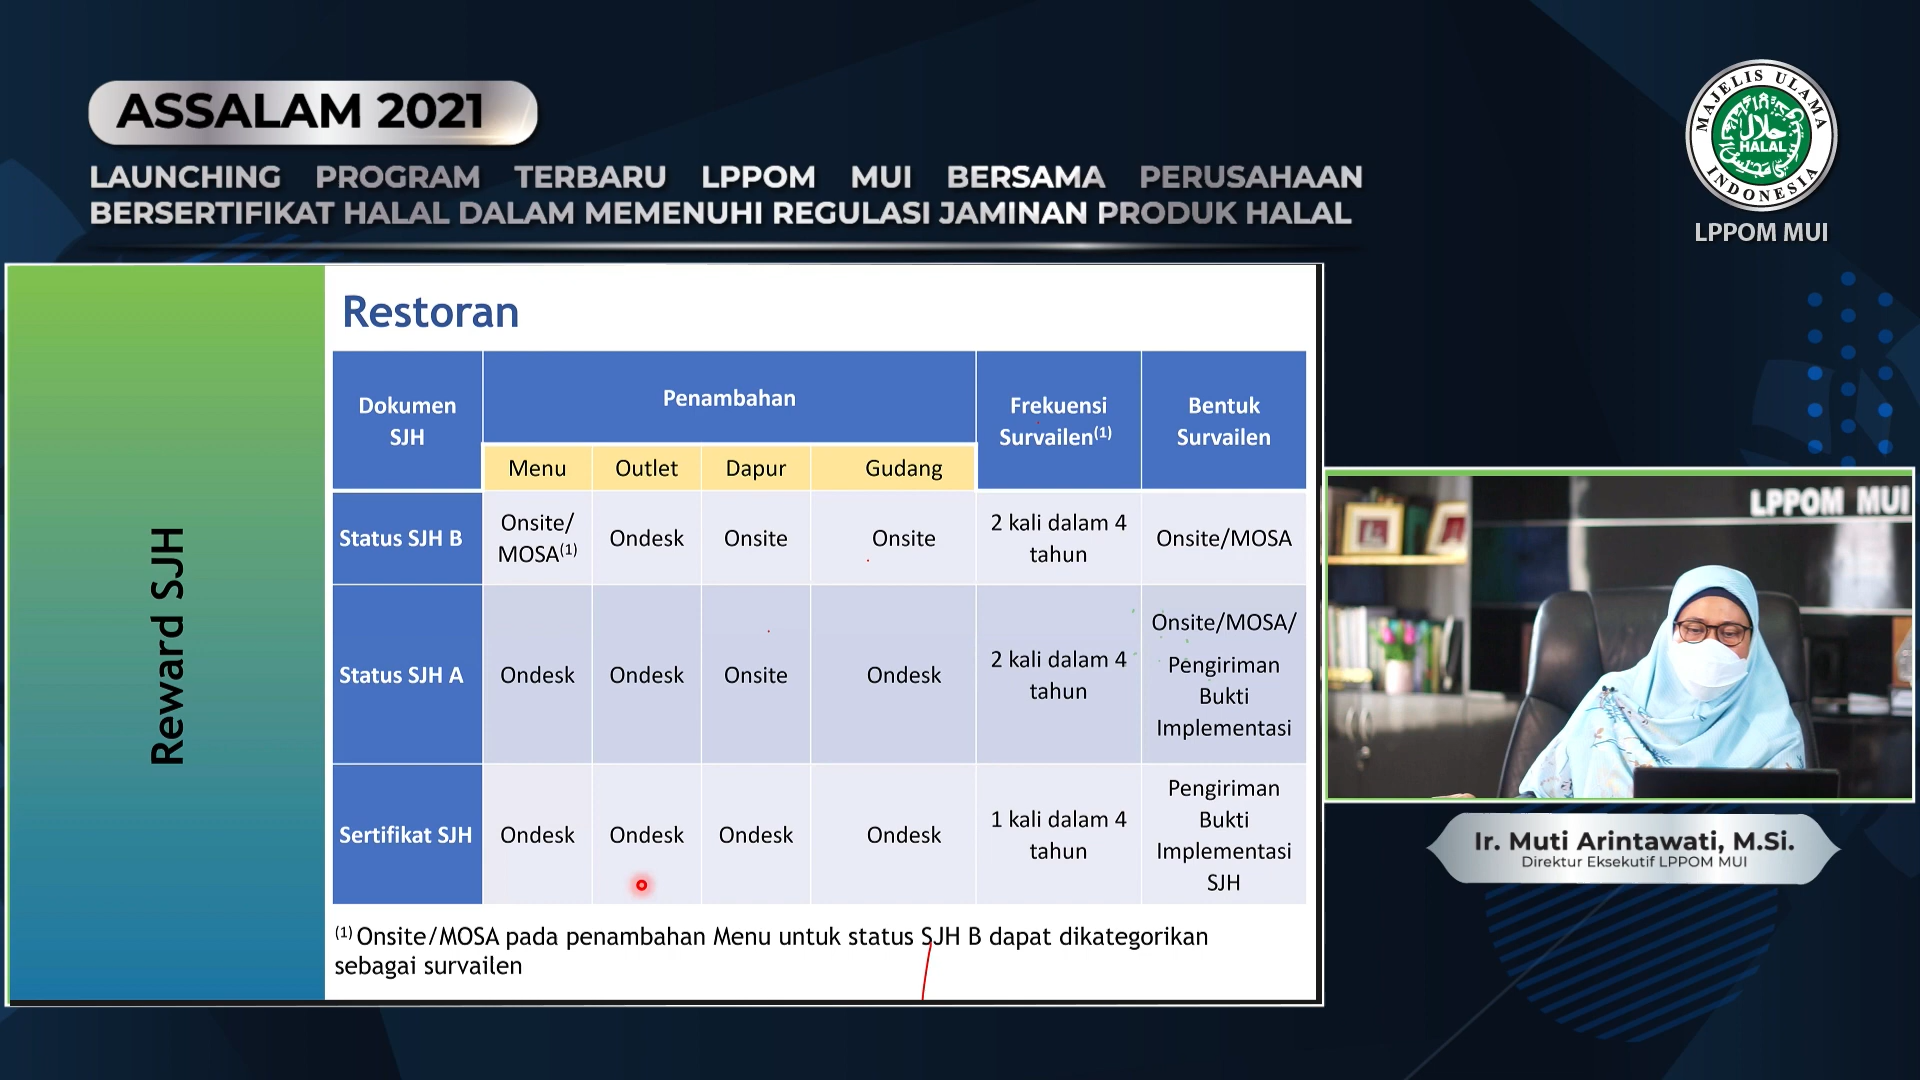 ASSALAM 2021
LAUNCHING PROGRAM TERBARU LPPOM MUI BERSAMA PERUSAHAAN
BERSERTIFIKAT HALAL DALAM MEMENUHI REGULASI JAMINAN PRODUK HALAL
MAJELIS ULAMA
حلال
HALAL
INDONESIA
LPPOM MUI
Reward SJH
Restoran
Dokumen
SJH
Penambahan
Frekuensi
Survailen(1)
Bentuk
Survailen
Menu Outlet Dapur Gudang
Status SJH B
Onsite/
MOSA(1)
Ondesk
Onsite
Onsite
2 kali dalam 4
tahun
Onsite/MOSA
Status SJH A
Ondesk
Ondesk
Onsite
Ondesk
2 kali dalam 4
tahun
Onsite/MOSA/
Pengiriman
Bukti
Implementasi
Sertifikat SJH
Ondesk
Ondesk
Ondesk
Ondesk
1 kali dalam 4
tahun
Pengiriman
Bukti
Implementasi
SJH
(1) Onsite/MOSA pada penambahan Menu untuk status SJH B dapat dikategorikan
sebagai survailen
LPPOM MUI
Ir. Muti Arintawati, M.Si.
Direktur Eksekutif LPPOM MUI